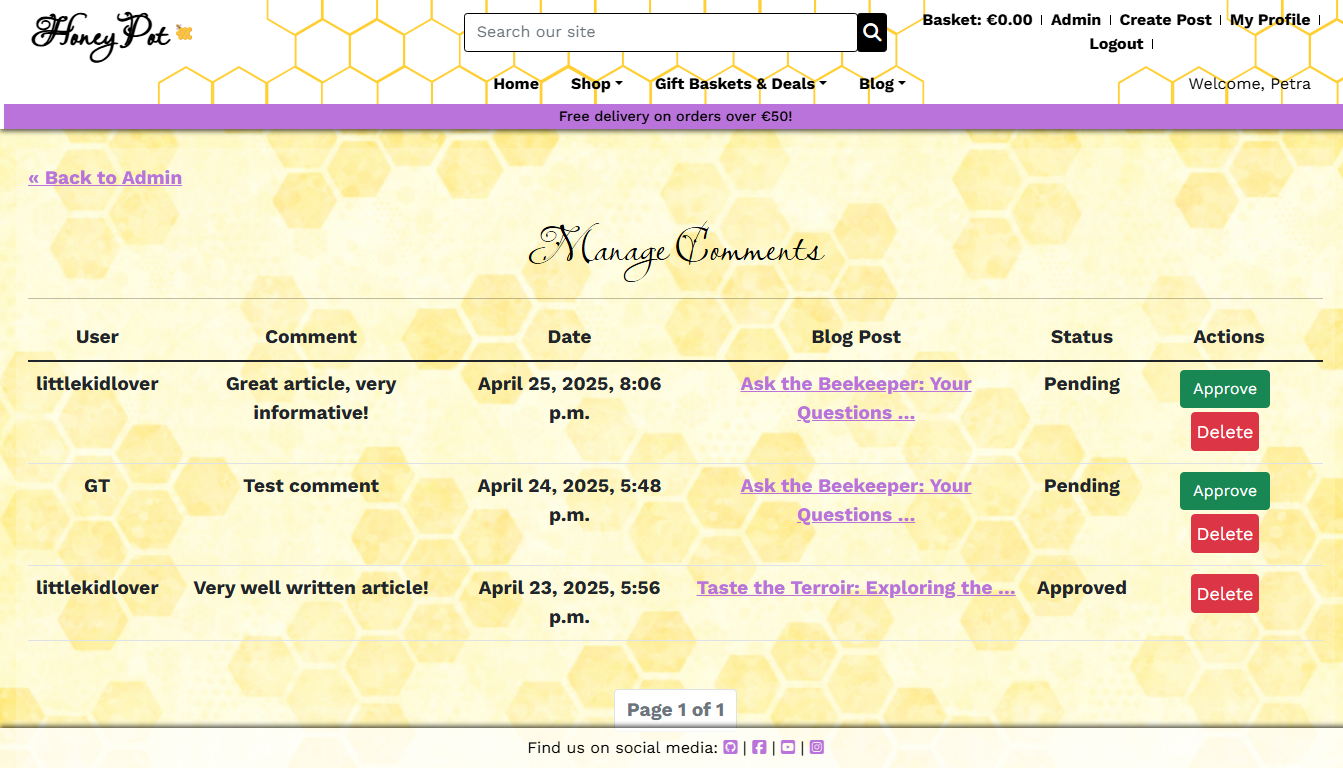 Honey Pot
Search our site
Basket: €0.00 | Admin | Create Post | My Profile |
Logout |
Home Shop Gift Baskets & Deals Blog
Welcome, Petra
Free delivery on orders over €50!
« Back to Admin
Manage Comments
User Comment Date Blog Post Status Actions
littlekidlover Great article, very April 25, 2025, 8:06 Ask the Beekeeper: Your Pending Approve
informative! p.m. Questions ...
Delete
GT Test comment April 24, 2025, 5:48 Ask the Beekeeper: Your Pending Approve
p.m. Questions ...
Delete
littlekidlover Very well written article! April 23, 2025, 5:56 Taste the Terroir: Exploring the ... Approved Delete
p.m.
Page 1 of 1
Find us on social media: | | |